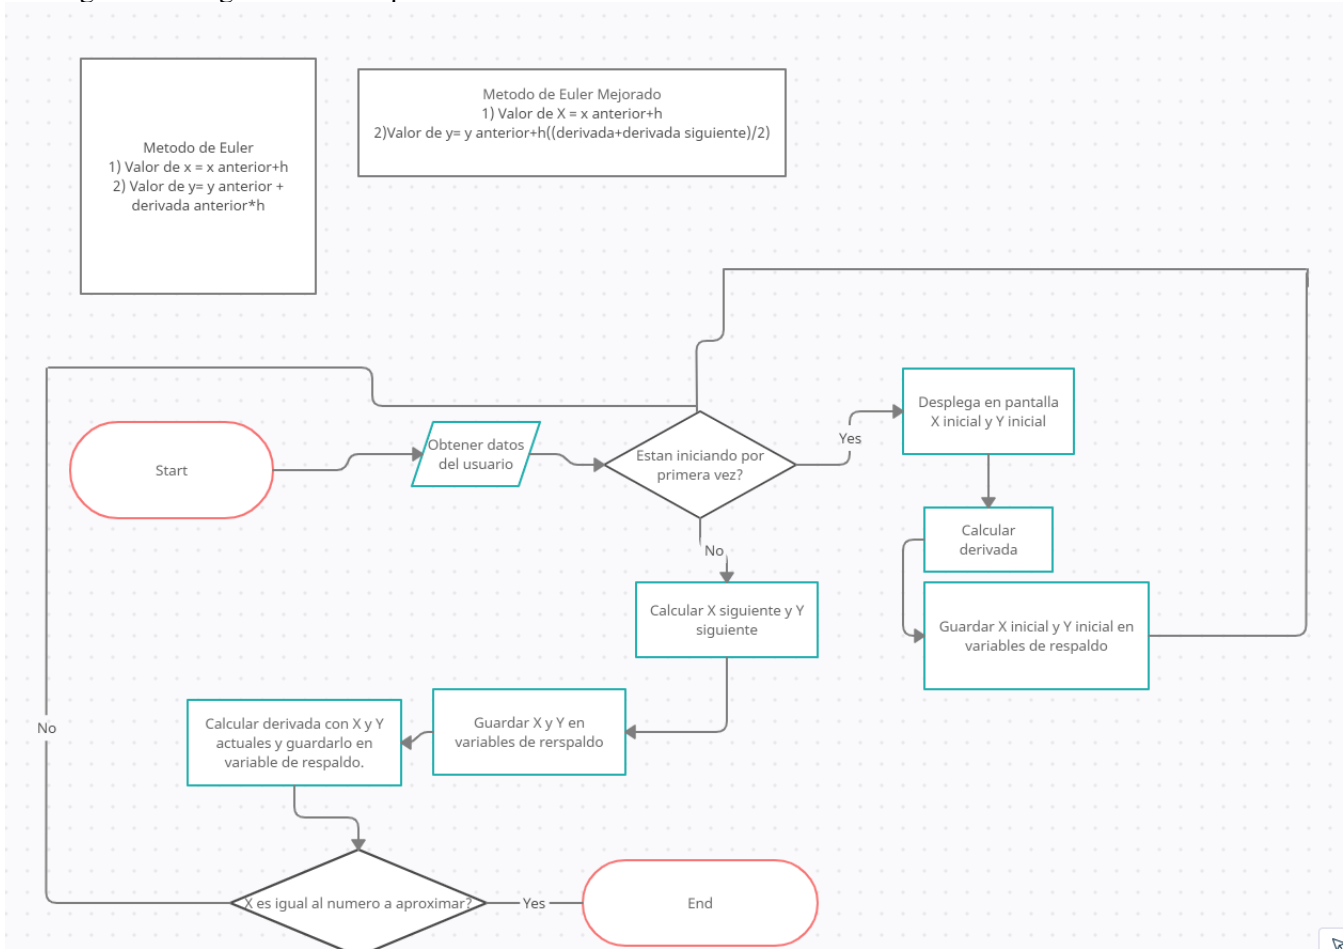 Metodo de Euler
1) Valor de x = x anterior+h
2) Valor de y= y anterior +
derivada anterior*h
Metodo de Euler Mejorado
1) Valor de X = x anterior+h
2)Valor de y= y anterior+h((derivada+derivada siguiente)/2)
Start
Obtener datos
del usuario
Estan iniciando por
primera vez?
Yes
Desplega en pantalla
X inicial y Y inicial
Calcular
derivada
Guardar X inicial y Y inicial en
variables de respaldo
No
Calcular X siguiente y Y
siguiente
Guardar X y Y en
variables de rerspaldo
Calcular derivada con X y Y
actuales y guardarlo en
variable de respaldo.
No
X es igual al numero a aproximar?
Yes
End